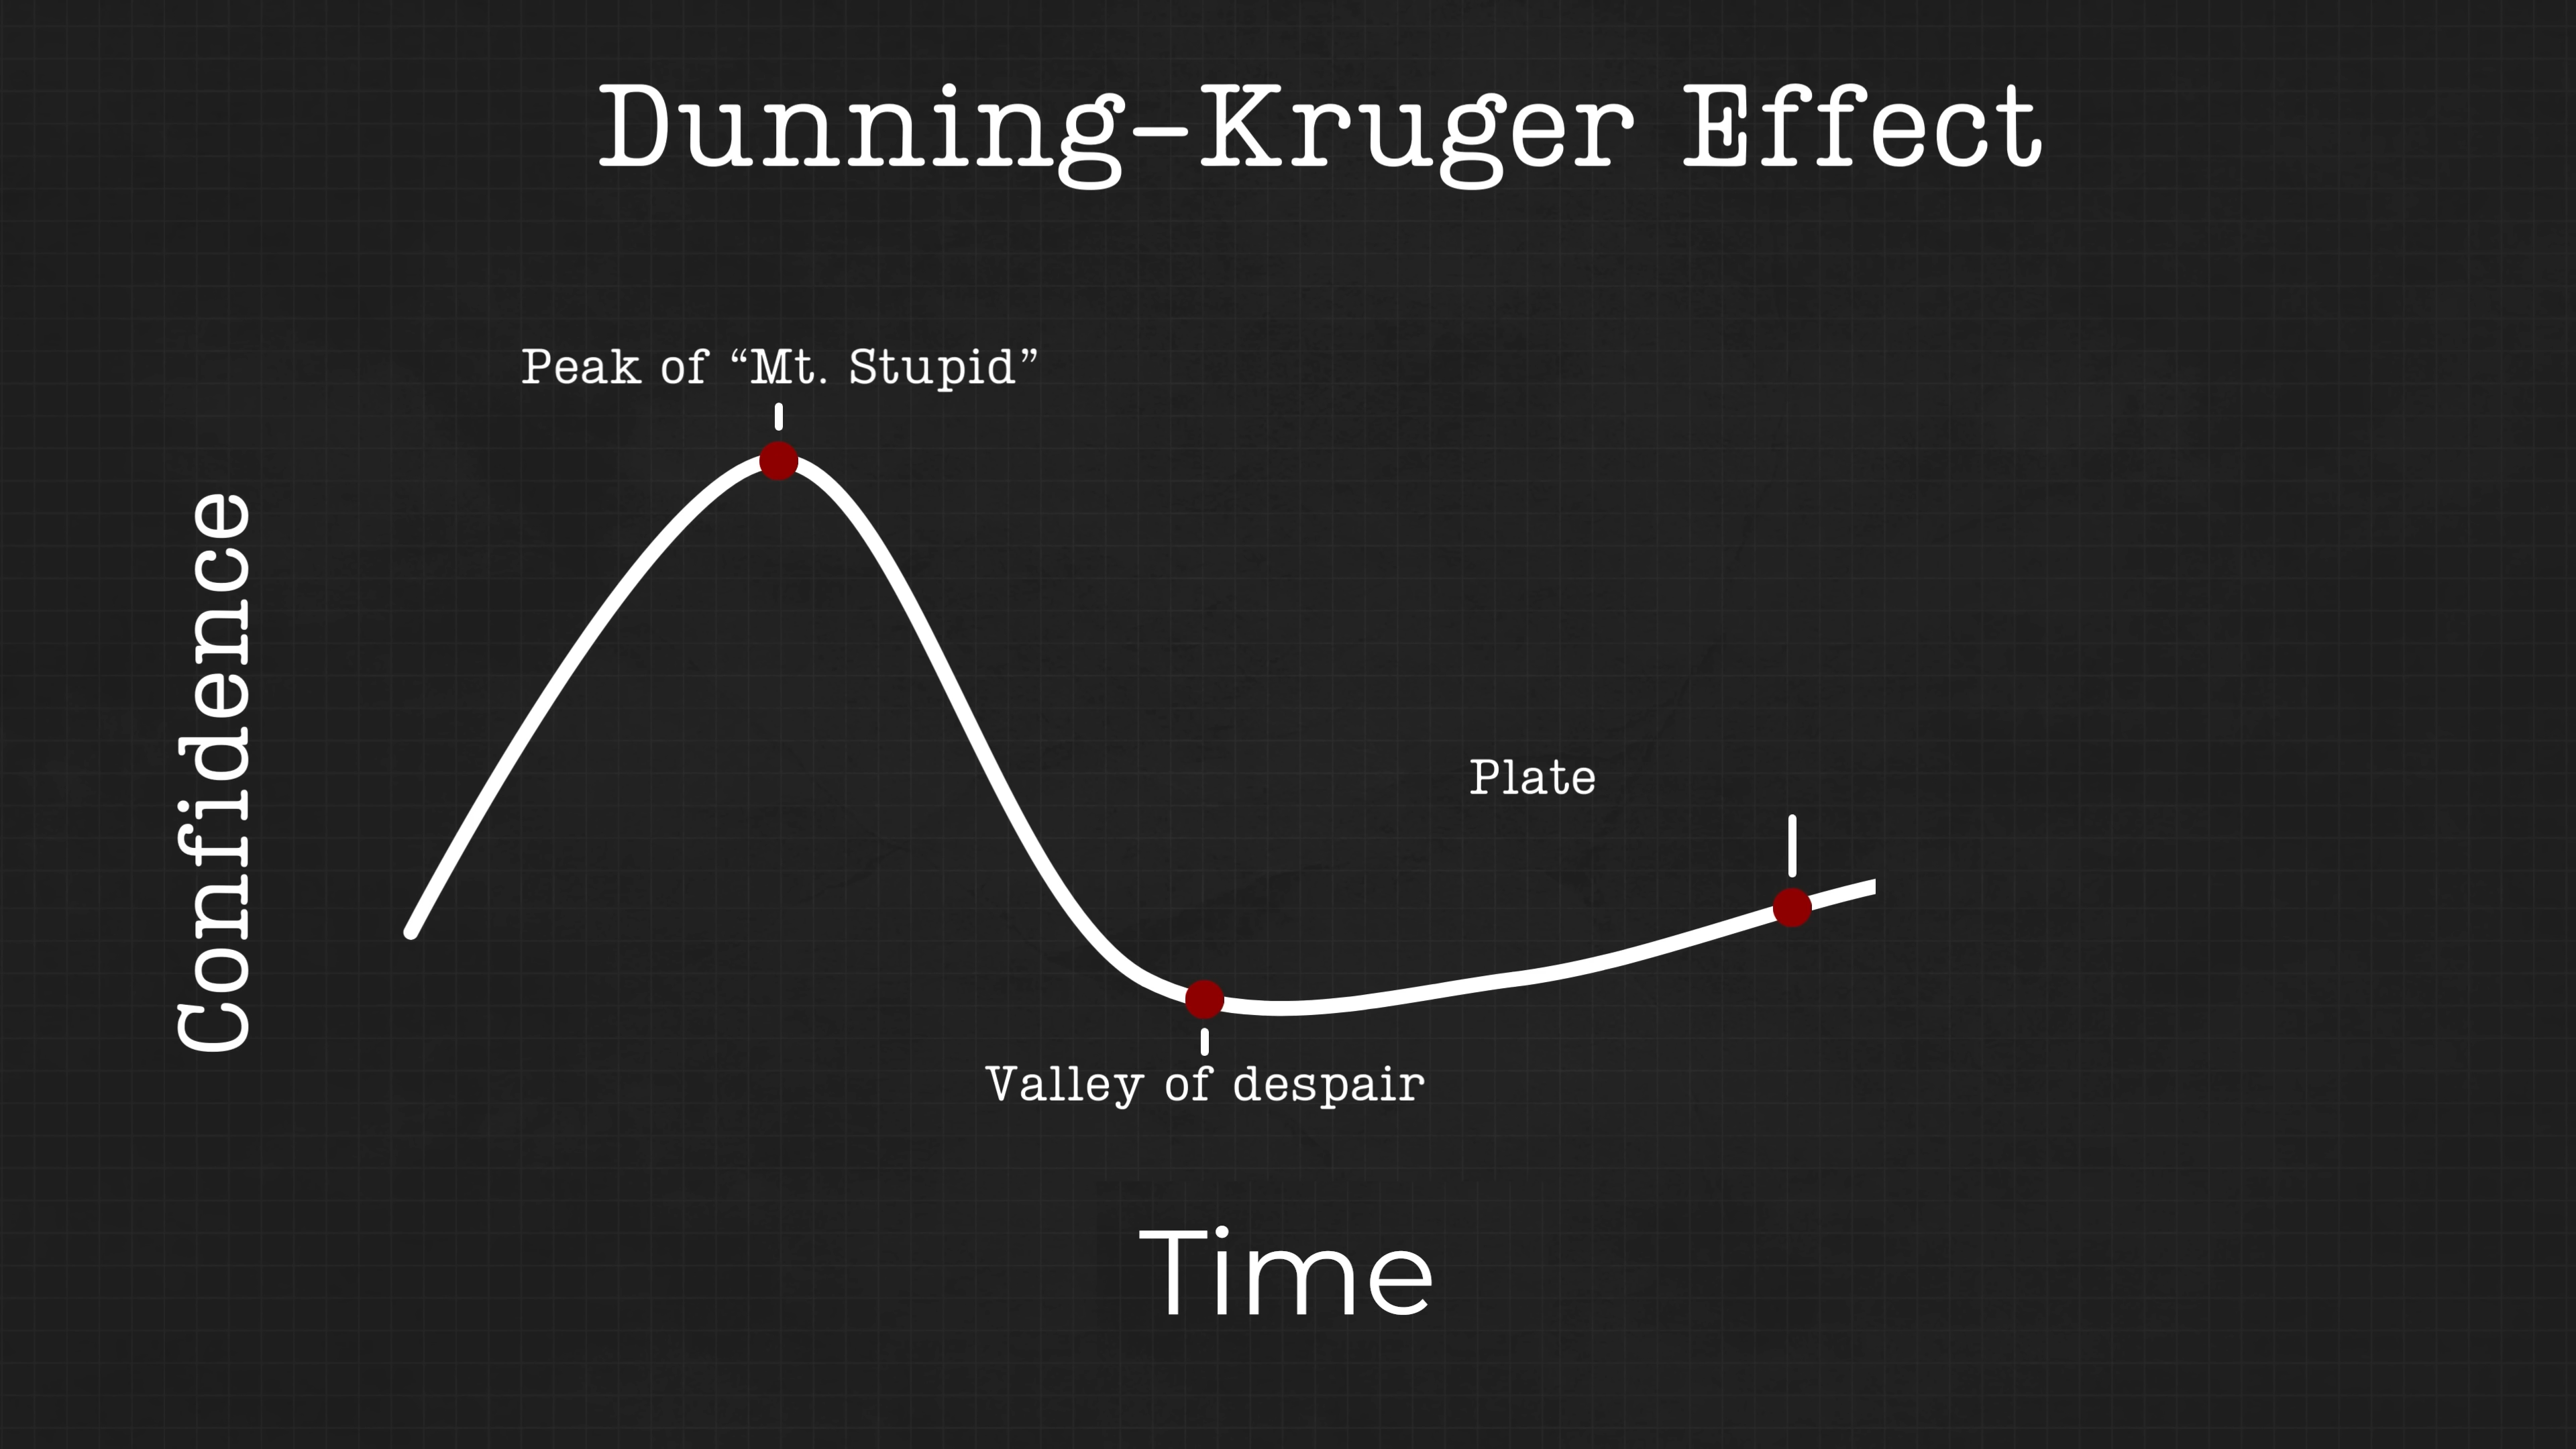 Dunning-Kruger Effect
Peak of “Mt. Stupid”
Confidence
Plate
Valley of despair
Time